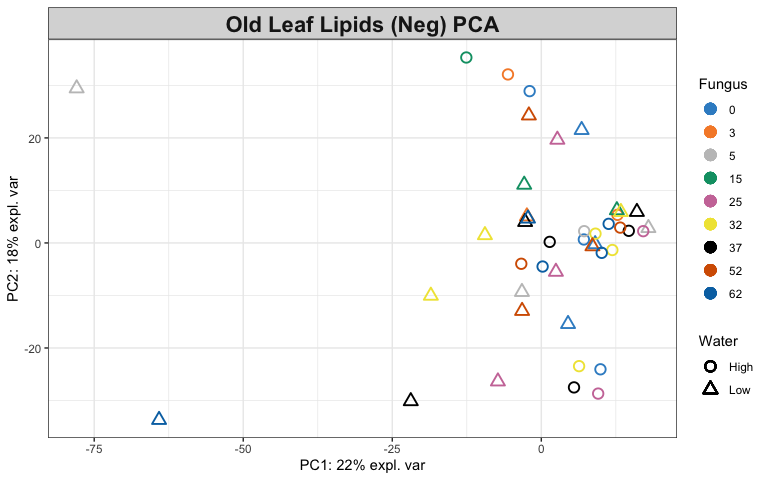 Old Leaf Lipids (Neg) PCA
PC2: 18% expl. var
20
0
-20
-75
-50
-25
0
PC1: 22% expl. var
Fungus
0
3
5
15
25
32
37
52
62
Water
High
Low